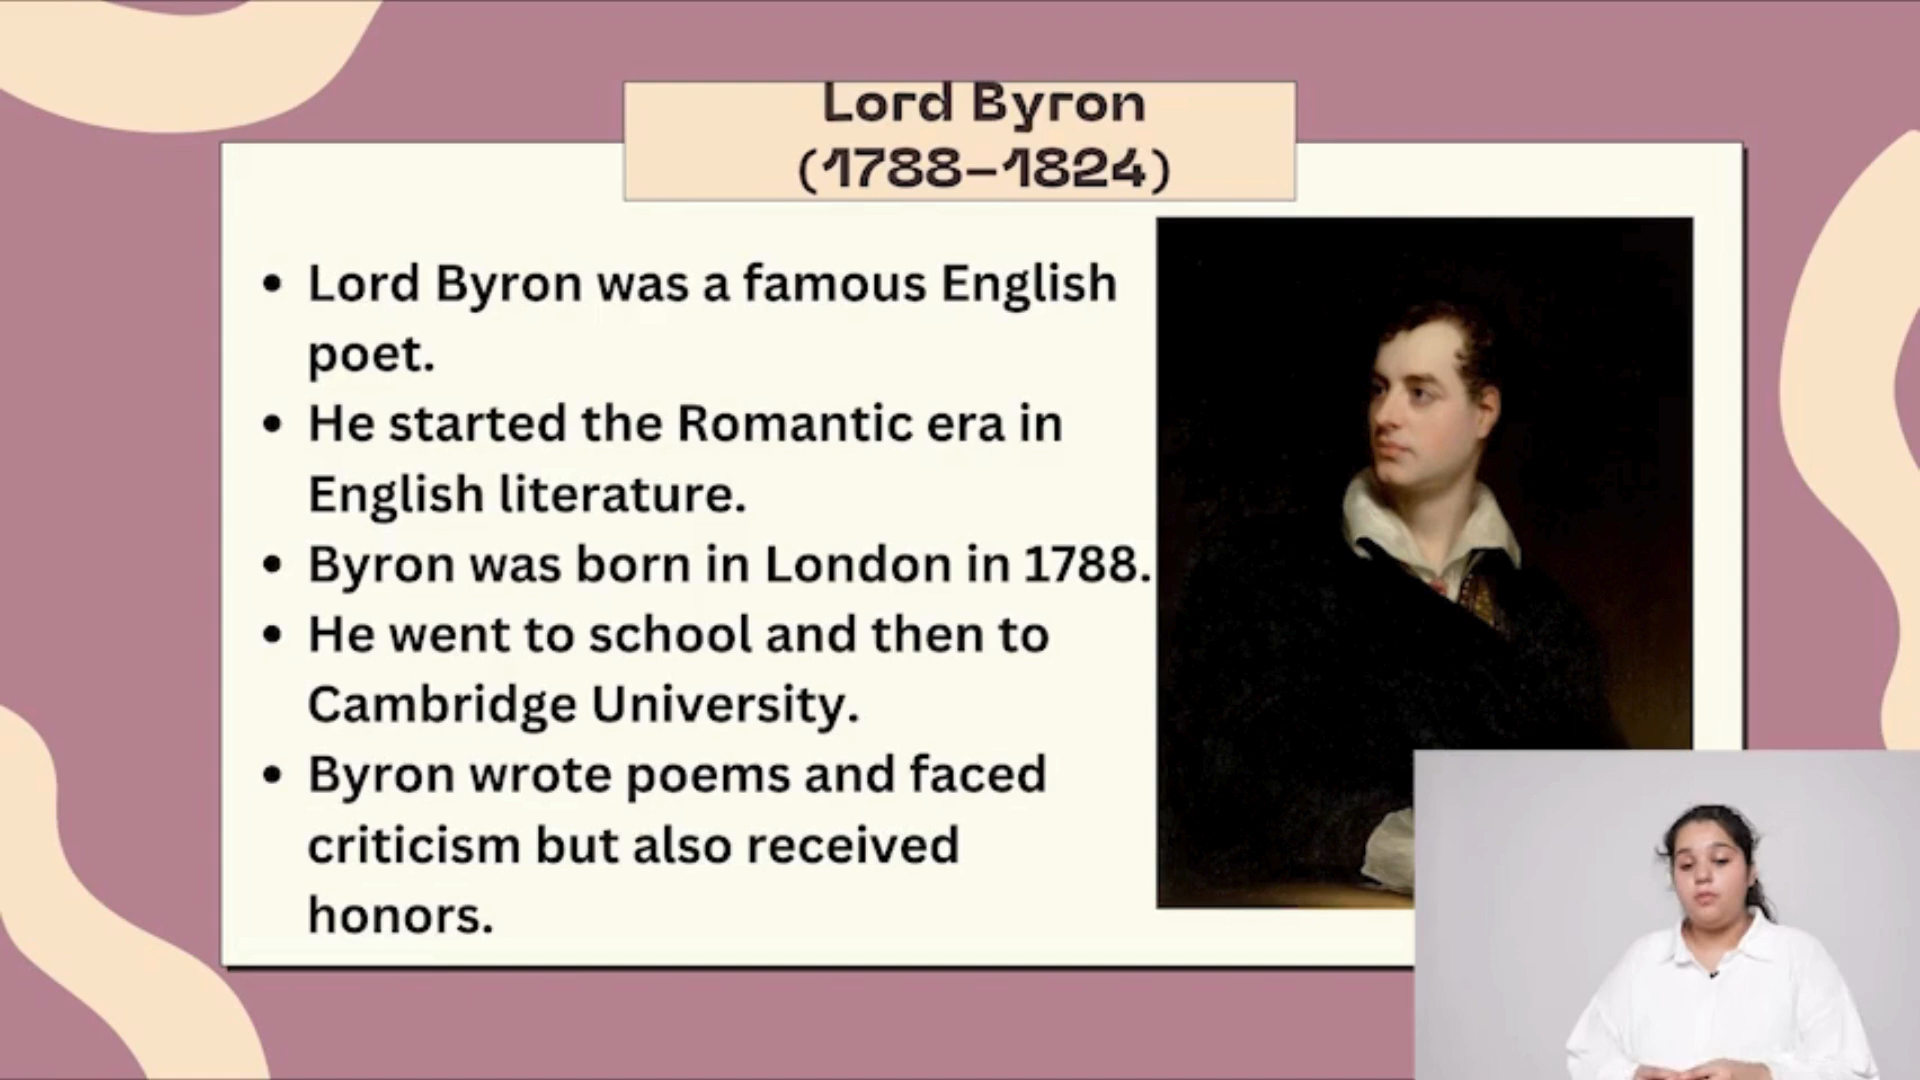 Lord Byron
(1788–1824)
• Lord Byron was a famous English
poet.
• He started the Romantic era in
English literature.
• Byron was born in London in 1788.
• He went to school and then to
Cambridge University.
• Byron wrote poems and faced
criticism but also received
honors.